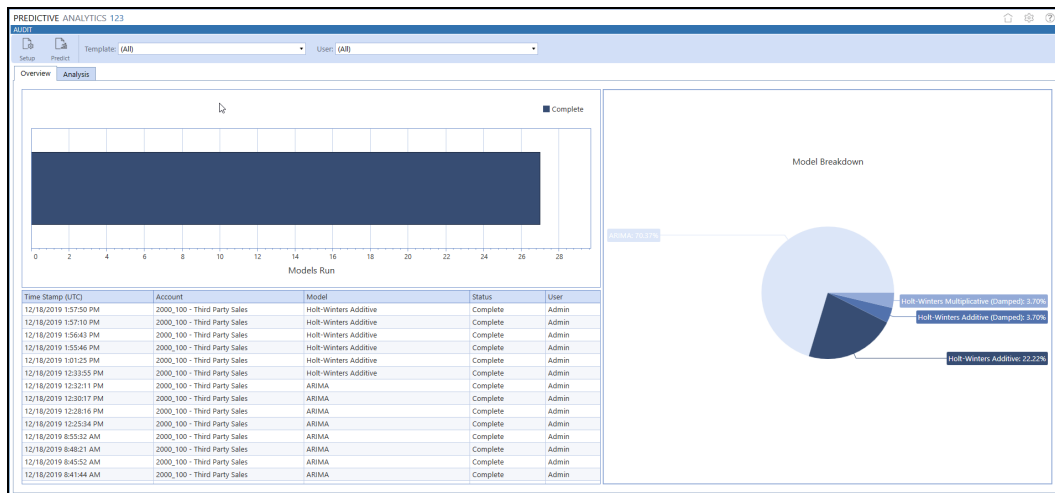 PREDICTIVE ANALYTICS 123
AUDIT
Setup
Predict
Template: (All)
User: (All)
Overview
Analysis
Complete
0 2 4 6 8 10 12 14 16 18 20 22 24 26 28
Models Run
Time Stamp (UTC) Account Model Status User
12/18/2019 1:57:50 PM 2000_100 - Third Party Sales Holt-Winters Additive Complete Admin
12/18/2019 1:57:10 PM 2000_100 - Third Party Sales Holt-Winters Additive Complete Admin
12/18/2019 1:56:43 PM 2000_100 - Third Party Sales Holt-Winters Additive Complete Admin
12/18/2019 1:55:46 PM 2000_100 - Third Party Sales Holt-Winters Additive Complete Admin
12/18/2019 1:01:25 PM 2000_100 - Third Party Sales Holt-Winters Additive Complete Admin
12/18/2019 12:33:55 PM 2000_100 - Third Party Sales Holt-Winters Additive Complete Admin
12/18/2019 12:32:11 PM 2000_100 - Third Party Sales ARIMA Complete Admin
12/18/2019 12:30:17 PM 2000_100 - Third Party Sales ARIMA Complete Admin
12/18/2019 12:28:16 PM 2000_100 - Third Party Sales ARIMA Complete Admin
12/18/2019 12:25:34 PM 2000_100 - Third Party Sales ARIMA Complete Admin
12/18/2019 8:55:32 AM 2000_100 - Third Party Sales ARIMA Complete Admin
12/18/2019 8:48:21 AM 2000_100 - Third Party Sales ARIMA Complete Admin
12/18/2019 8:45:52 AM 2000_100 - Third Party Sales ARIMA Complete Admin
12/18/2019 8:41:44 AM 2000_100 - Third Party Sales ARIMA Complete Admin
Model Breakdown
ARIMA: 70.37%
Holt-Winters Multiplicative (Damped): 3.70%
Holt-Winters Additive (Damped): 3.70%
Holt-Winters Additive: 22.22%